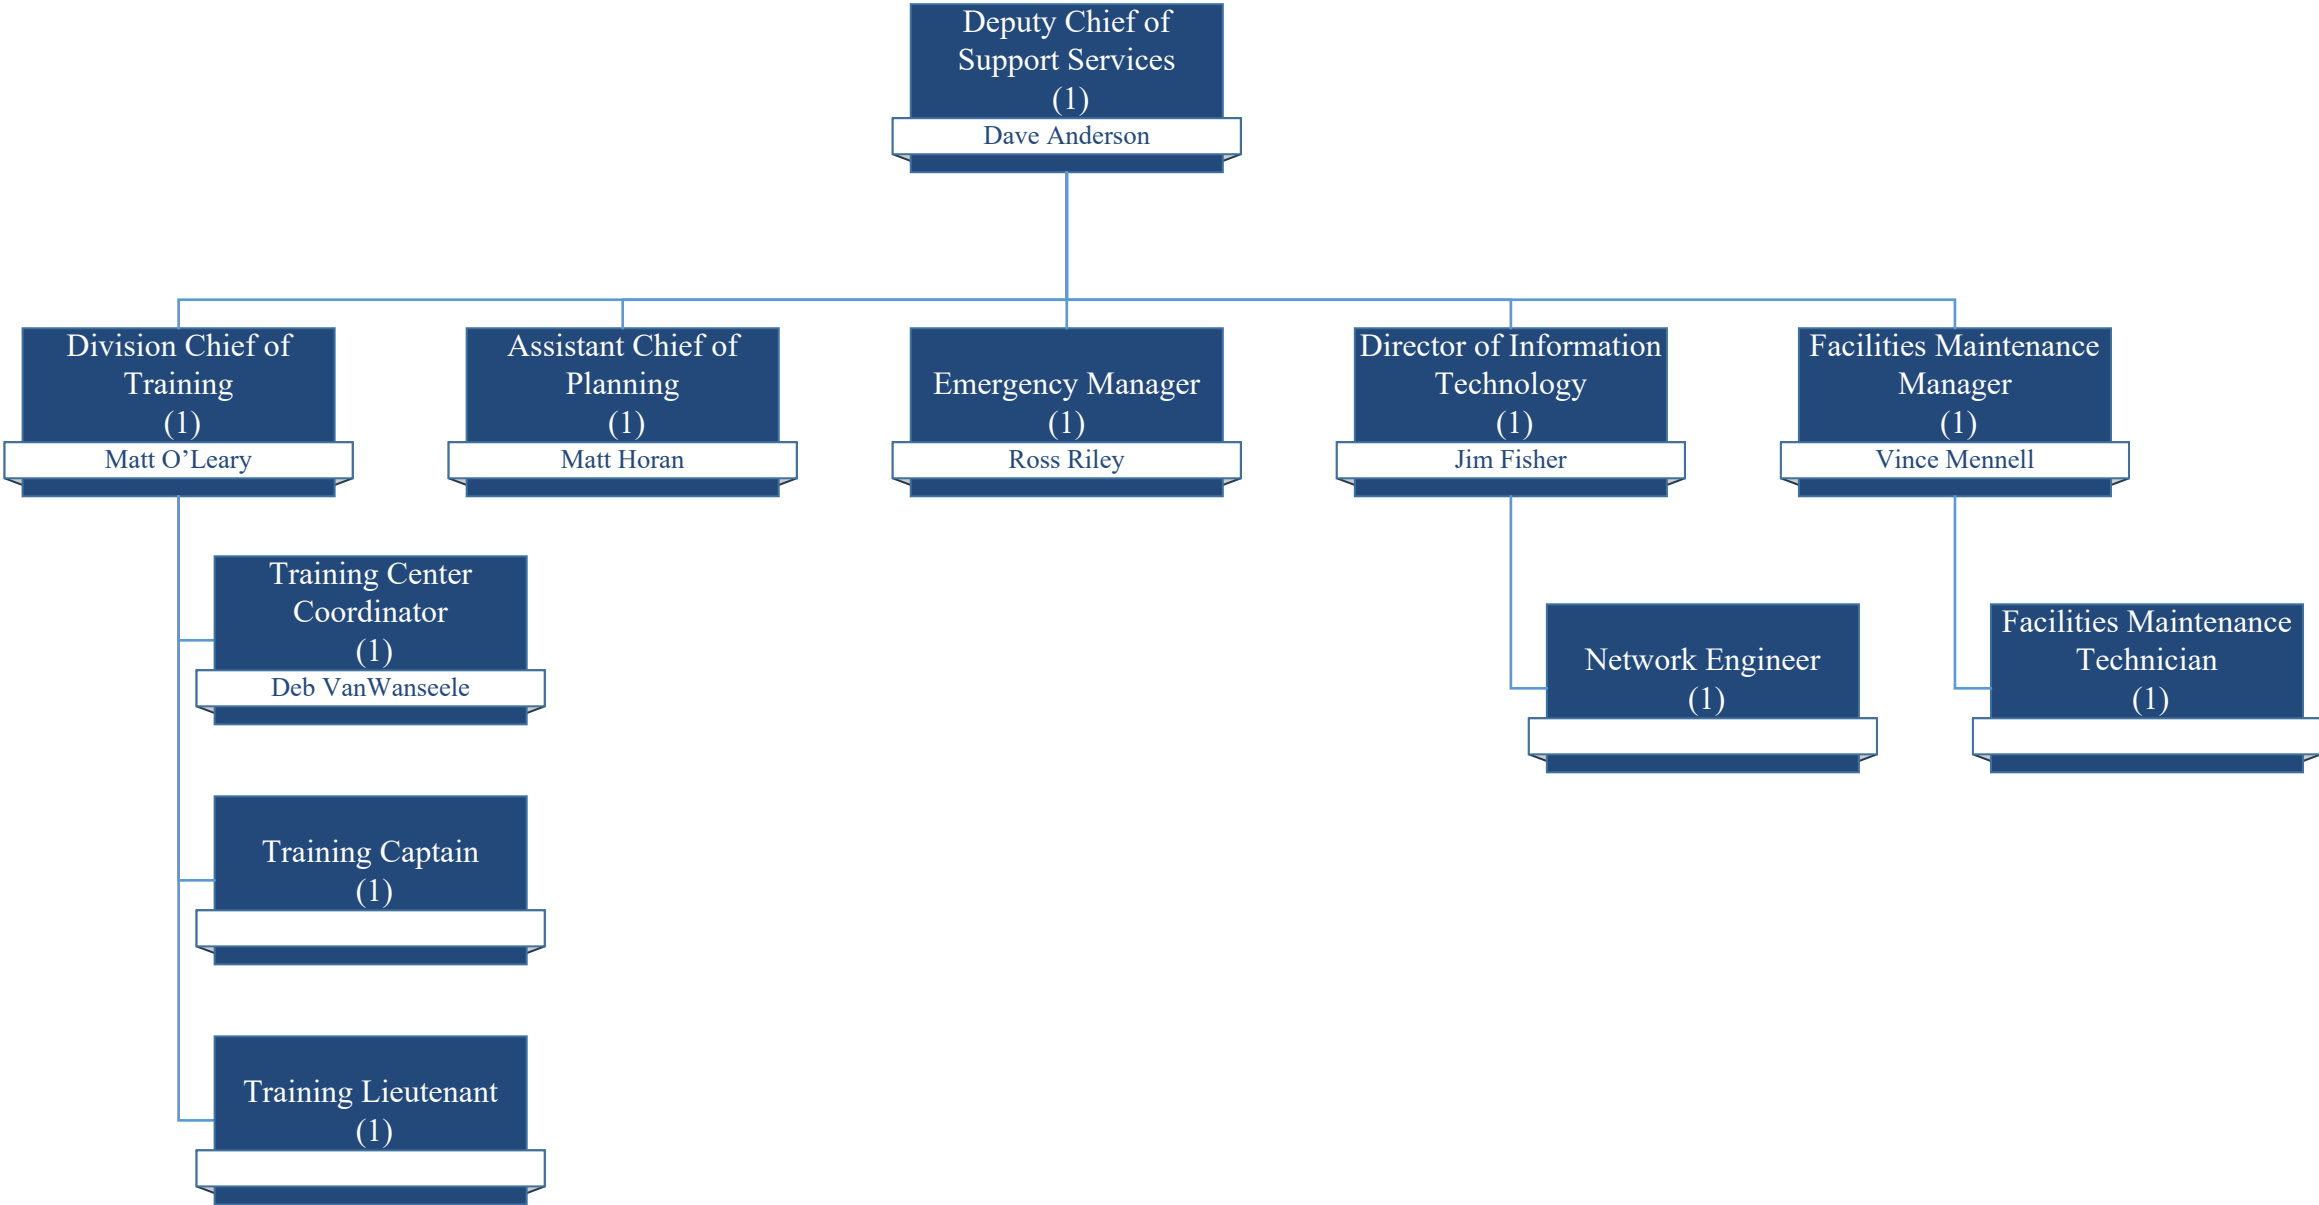 Deputy Chief of
Support Services
(1)
Dave Anderson
Division Chief of
Training
(1)
Matt O’Leary
Assistant Chief of
Planning
(1)
Matt Horan
Emergency Manager
(1)
Ross Riley
Director of Information
Technology
(1)
Jim Fisher
Facilities Maintenance
Manager
(1)
Vince Mennell
Training Center
Coordinator
(1)
Deb VanWanseele
Training Captain
(1)
Training Lieutenant
(1)
Network Engineer
(1)
Facilities Maintenance
Technician
(1)